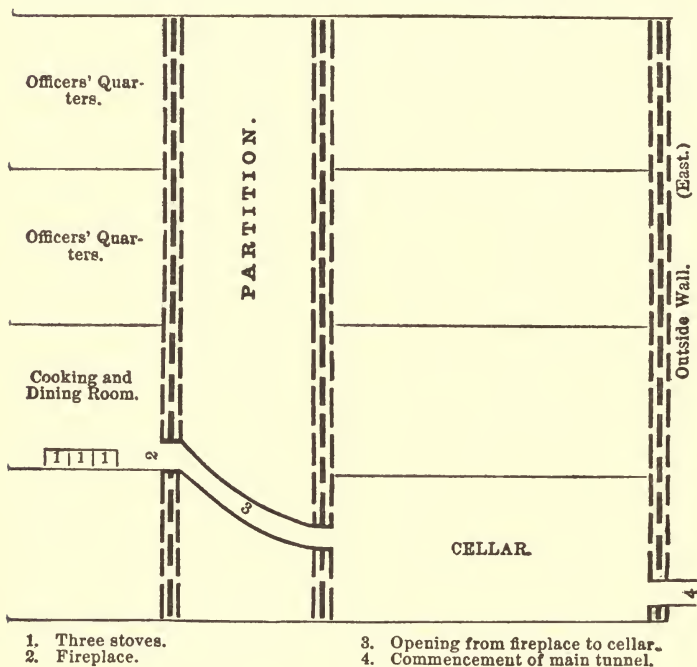 Officers' Quar-
ters.
PARTITION.
(East.)
Officers' Quar-
ters.
Outside Wall.
Cooking and
Dining Room.
1 1 1
2
3
CELLAR.
4
1. Three stoves.
2. Fireplace.
3. Opening from fireplace to cellar.
4. Commencement of main tunnel.